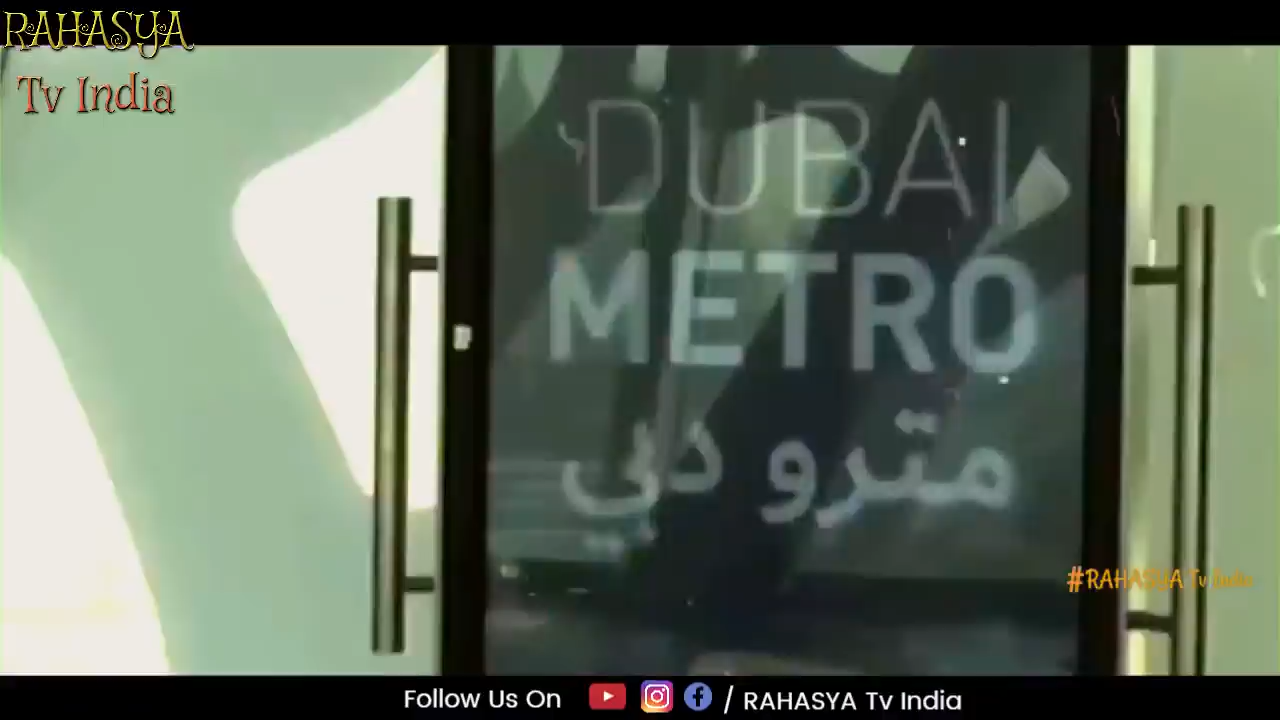 RAHASYA
Tv India
DUBAI
METRO
مترو دبي
#RAHASYA Tv India
Follow Us On / RAHASYA Tv India